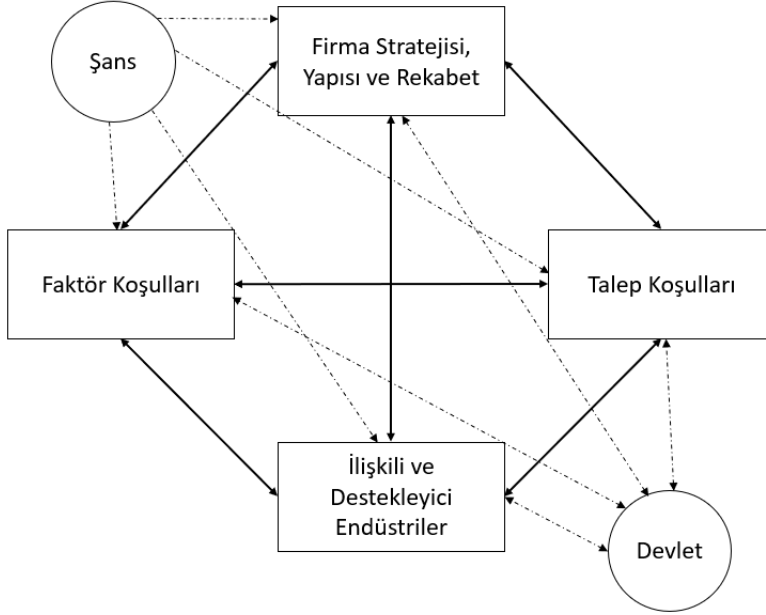 Şans
Firma Stratejisi,
Yapısı ve Rekabet
Faktör Koşulları
Talep Koşulları
İlişkili ve
Destekleyici
Endüstriler
Devlet